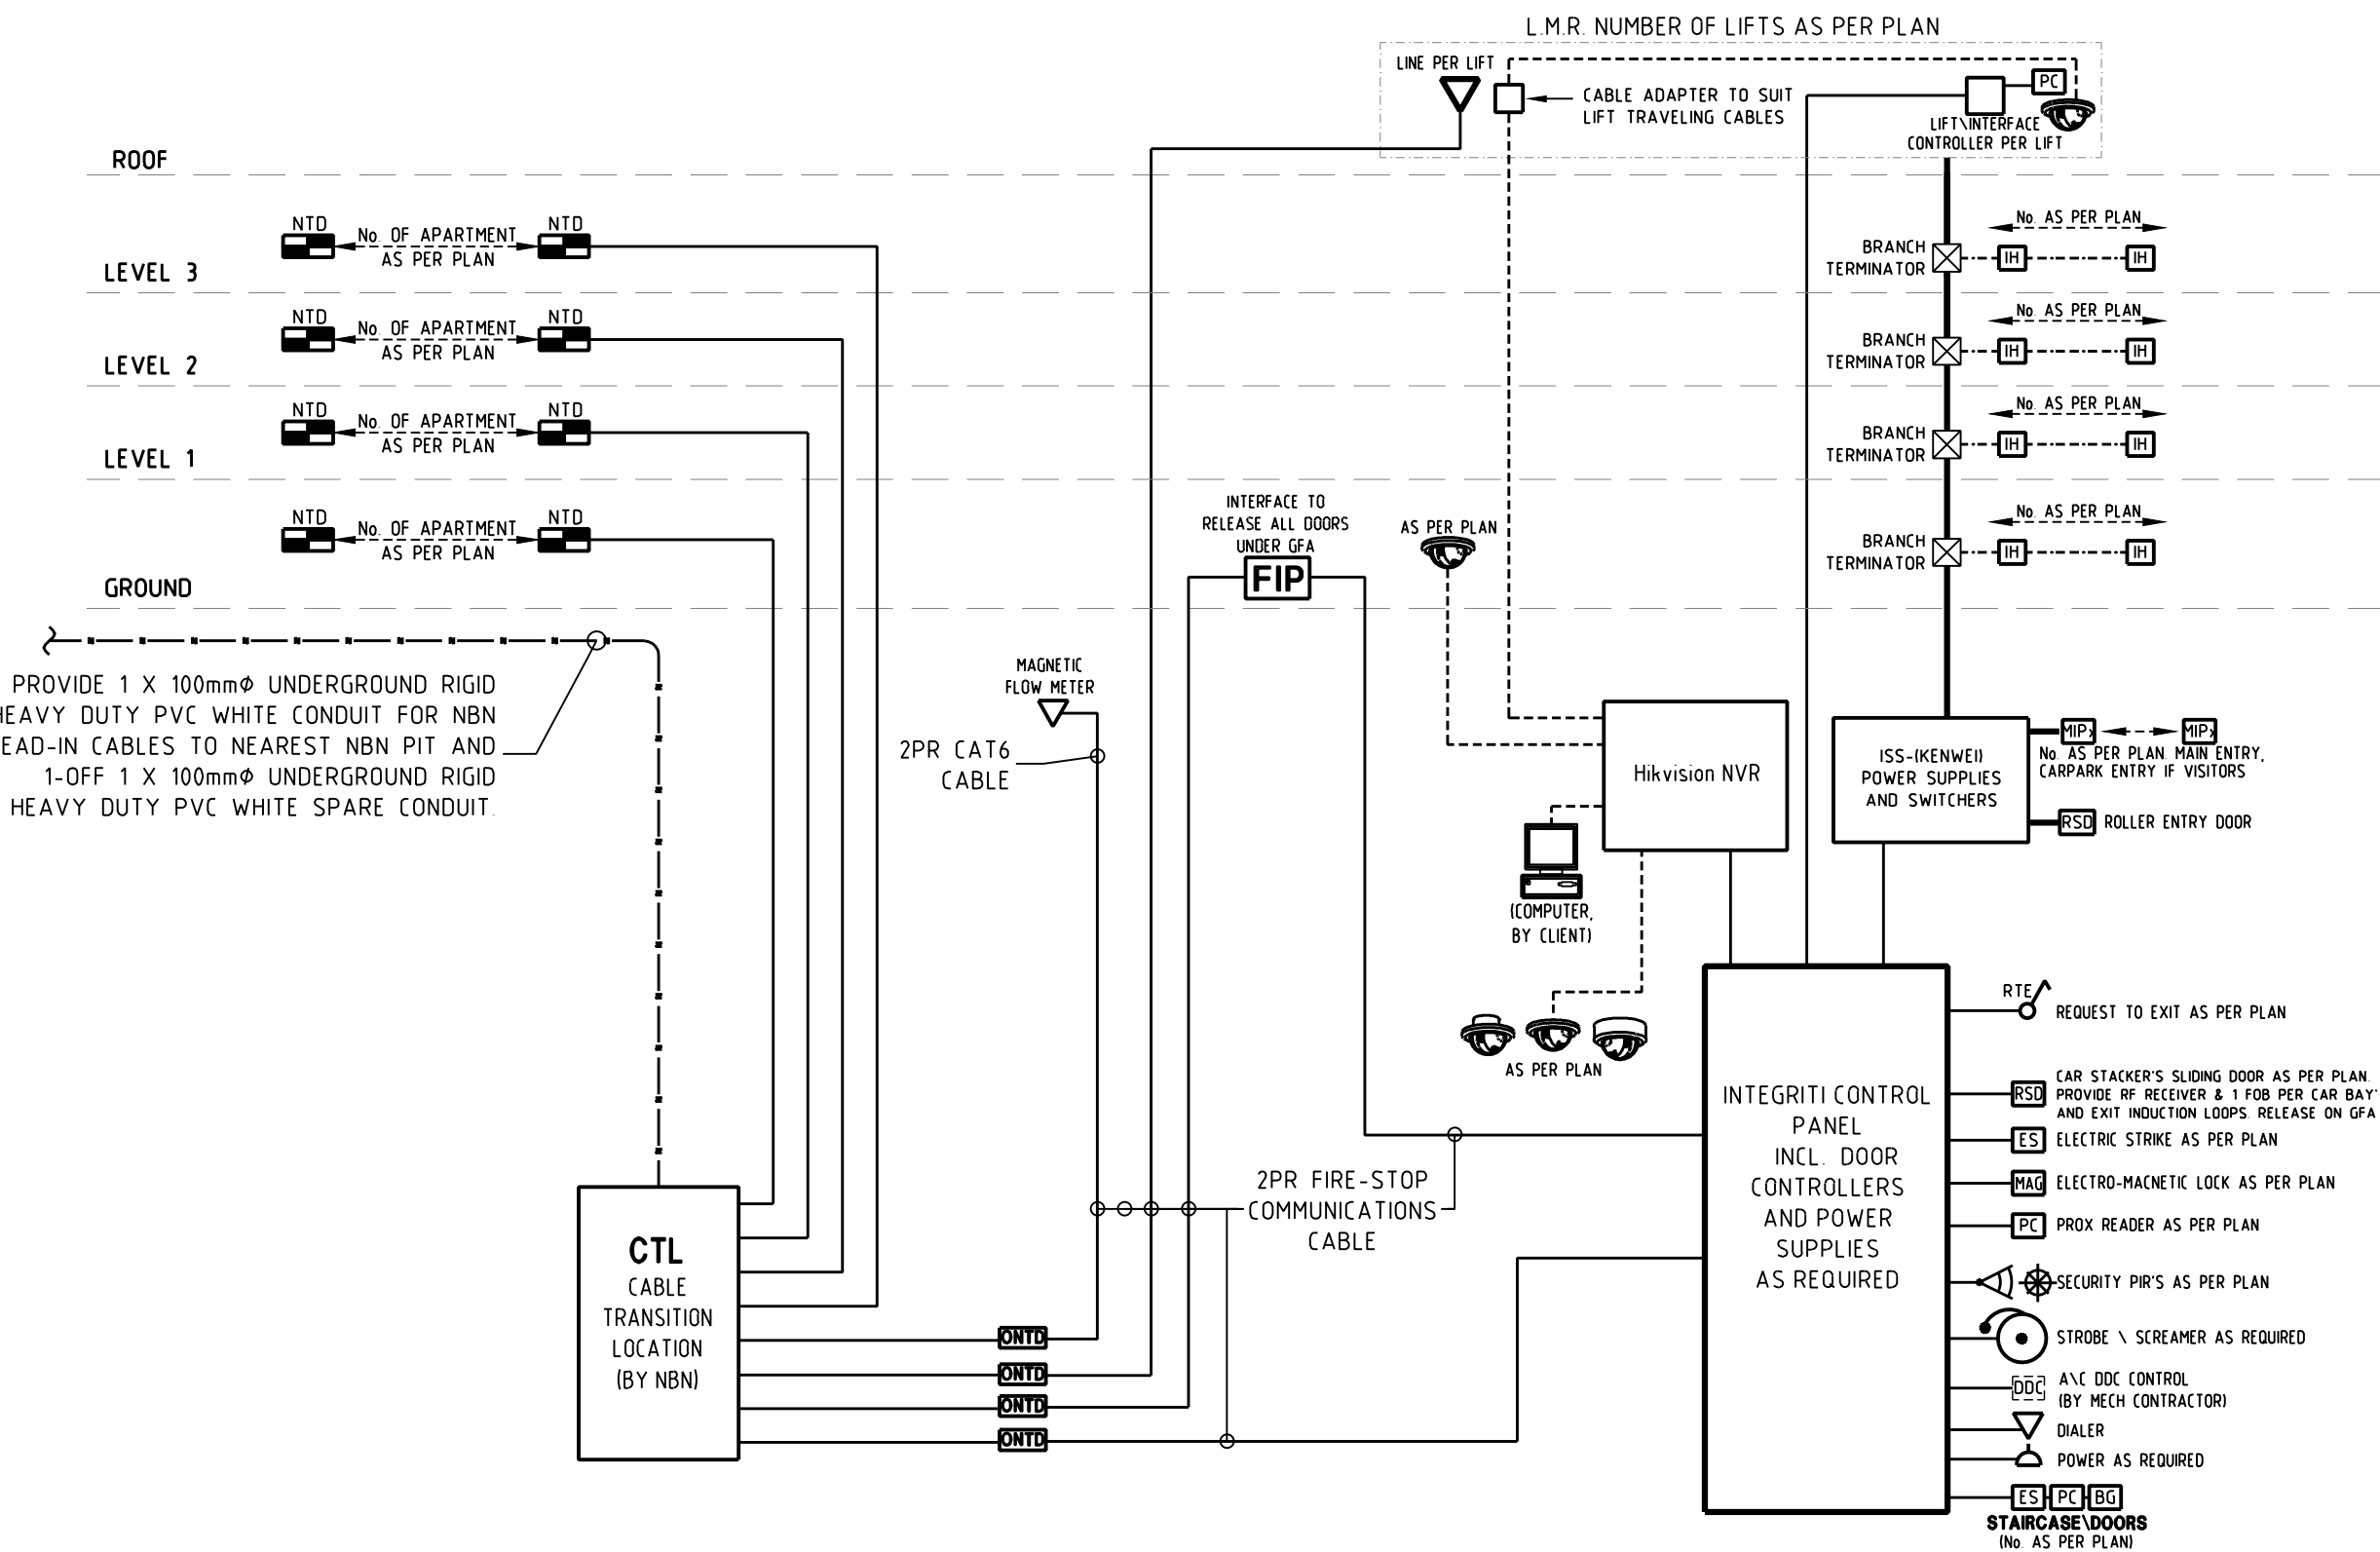 L.M.R. NUMBER OF LIFTS AS PER PLAN
LINE PER LIFT
CABLE ADAPTER TO SUIT
LIFT TRAVELING CABLES
PC
LIFT\INTERFACE
CONTROLLER PER LIFT
ROOF
NTD
No. OF APARTMENT
AS PER PLAN
NTD
LEVEL 3
BRANCH
TERMINATOR
No. AS PER PLAN
IH
IH
NTD
No. OF APARTMENT
AS PER PLAN
NTD
LEVEL 2
BRANCH
TERMINATOR
No. AS PER PLAN
IH
IH
NTD
No. OF APARTMENT
AS PER PLAN
NTD
LEVEL 1
BRANCH
TERMINATOR
No. AS PER PLAN
IH
IH
NTD
No. OF APARTMENT
AS PER PLAN
NTD
GROUND
INTERFACE TO
RELEASE ALL DOORS
UNDER GFA
FIP
AS PER PLAN
BRANCH
TERMINATOR
No. AS PER PLAN
IH
IH
PROVIDE 1 X 100mmØ UNDERGROUND RIGID
HEAVY DUTY PVC WHITE CONDUIT FOR NBN
EAD-IN CABLES TO NEAREST NBN PIT AND
1-OFF 1 X 100mmØ UNDERGROUND RIGID
HEAVY DUTY PVC WHITE SPARE CONDUIT.
MAGNETIC
FLOW METER
2PR CAT6
CABLE
Hikvision NVR
ISS-(KENWEI)
POWER SUPPLIES
AND SWITCHERS
MIPx
MIPx
No. AS PER PLAN. MAIN ENTRY,
CARPARK ENTRY IF VISITORS
RSD
ROLLER ENTRY DOOR
(COMPUTER,
BY CLIENT)
AS PER PLAN
2PR FIRE-STOP
COMMUNICATIONS
CABLE
CTL
CABLE
TRANSITION
LOCATION
(BY NBN)
ONTD
ONTD
ONTD
ONTD
INTEGRITI CONTROL
PANEL
INCL. DOOR
CONTROLLERS
AND POWER
SUPPLIES
AS REQUIRED
RTE
REQUEST TO EXIT AS PER PLAN
RSD
CAR STACKER'S SLIDING DOOR AS PER PLAN.
PROVIDE RF RECEIVER & 1 FOB PER CAR BAY'
AND EXIT INDUCTION LOOPS. RELEASE ON GFA
ES
ELECTRIC STRIKE AS PER PLAN
MAG
ELECTRO-MACNETIC LOCK AS PER PLAN
PC
PROX READER AS PER PLAN
SECURITY PIR'S AS PER PLAN
STROBE \ SCREAMER AS REQUIRED
DDC
A\C DDC CONTROL
(BY MECH CONTRACTOR)
DIALER
POWER AS REQUIRED
ES
PC
BG
STAIRCASE\DOORS
(No. AS PER PLAN)